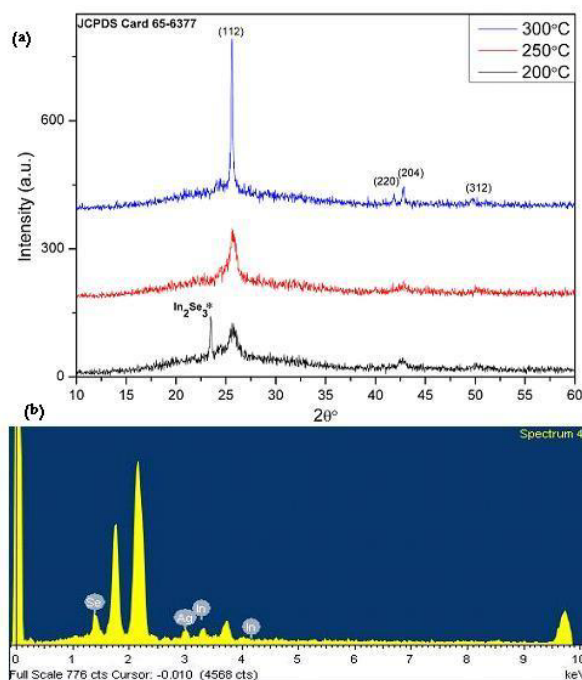 (a)
JCPDS Card 65-6377
(112)
300°C
250°C
200°C
600
300
0
Intensity (a.u.)
(220)
(204)
(312)
In2Se3*
10 15 20 25 30 35 40 45 50 55 60
2θ°
(b)
Spectrum 4
Se
Ag
In
In
0 1 2 3 4 5 6 7 8 9 10
Full Scale 776 cts Cursor: -0.010 (4568 cts)
keV